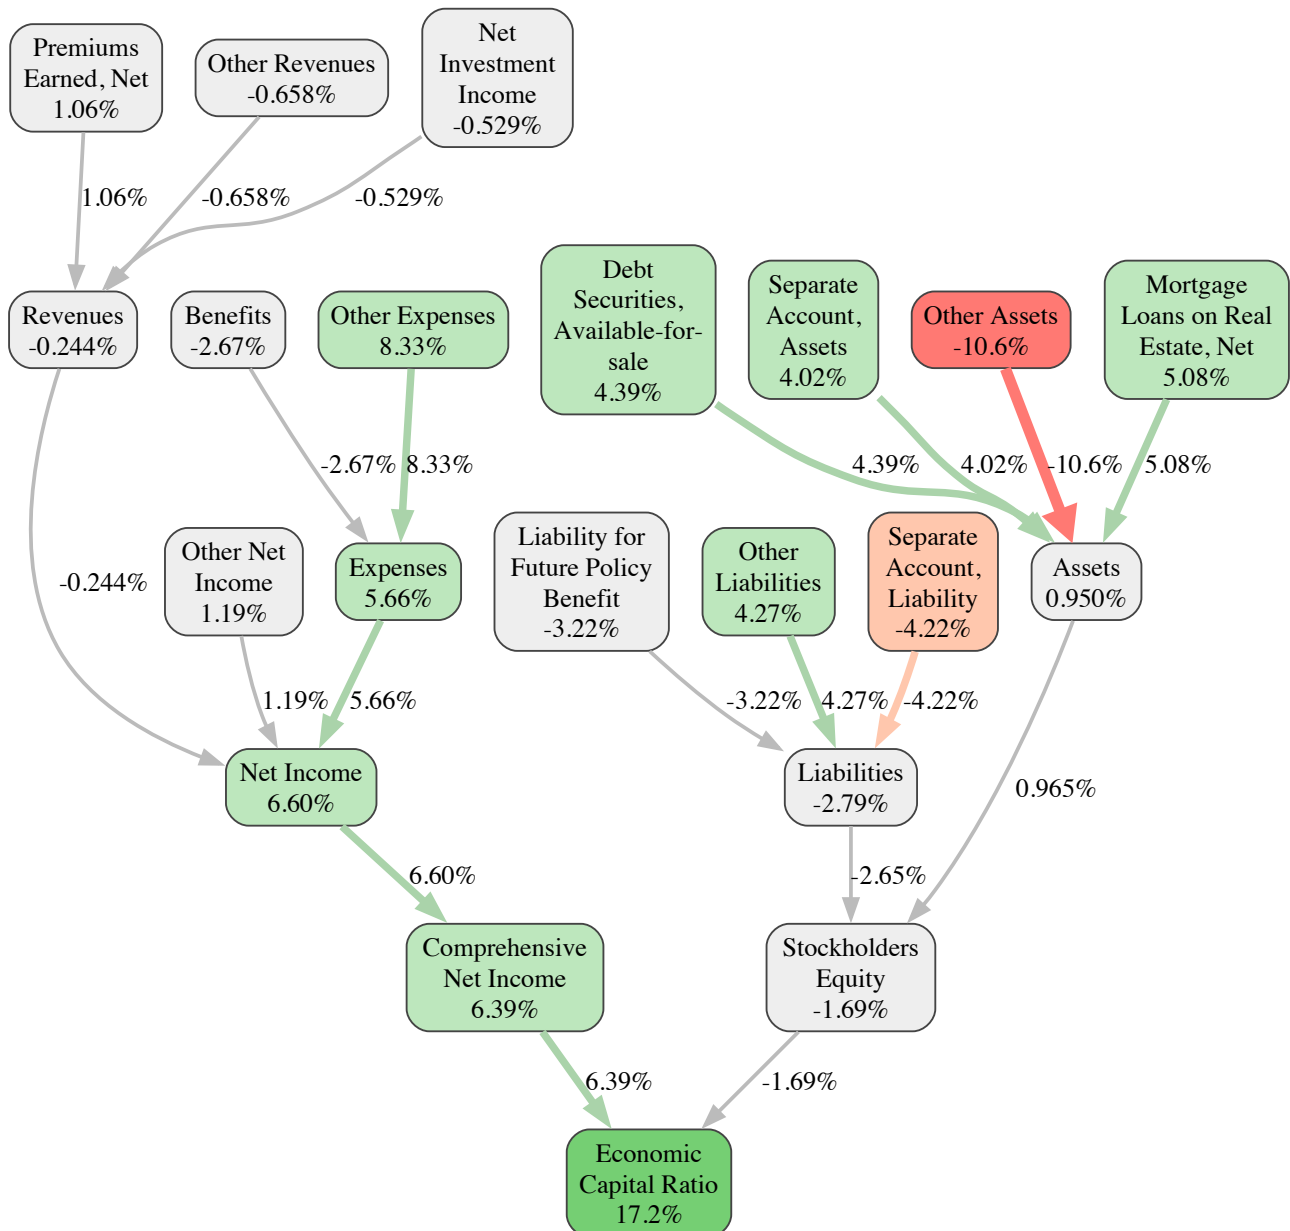 Premiums
Earned, Net
1.06%
Other Revenues
-0.658%
Net
Investment
Income
-0.529%
1.06%
-0.658%
-0.529%
Revenues
-0.244%
Benefits
-2.67%
Other Expenses
8.33%
Debt
Securities,
Available-for-
sale
4.39%
Separate
Account,
Assets
4.02%
Other Assets
-10.6%
Mortgage
Loans on Real
Estate, Net
5.08%
-2.67%
8.33%
4.39%
4.02%
-10.6%
5.08%
-0.244%
Other Net
Income
1.19%
Expenses
5.66%
Liability for
Future Policy
Benefit
-3.22%
Other
Liabilities
4.27%
Separate
Account,
Liability
-4.22%
Assets
0.950%
1.19%
5.66%
-3.22%
4.27%
-4.22%
Net Income
6.60%
Liabilities
-2.79%
0.965%
6.60%
-2.65%
Comprehensive
Net Income
6.39%
Stockholders
Equity
-1.69%
6.39%
-1.69%
Economic
Capital Ratio
17.2%